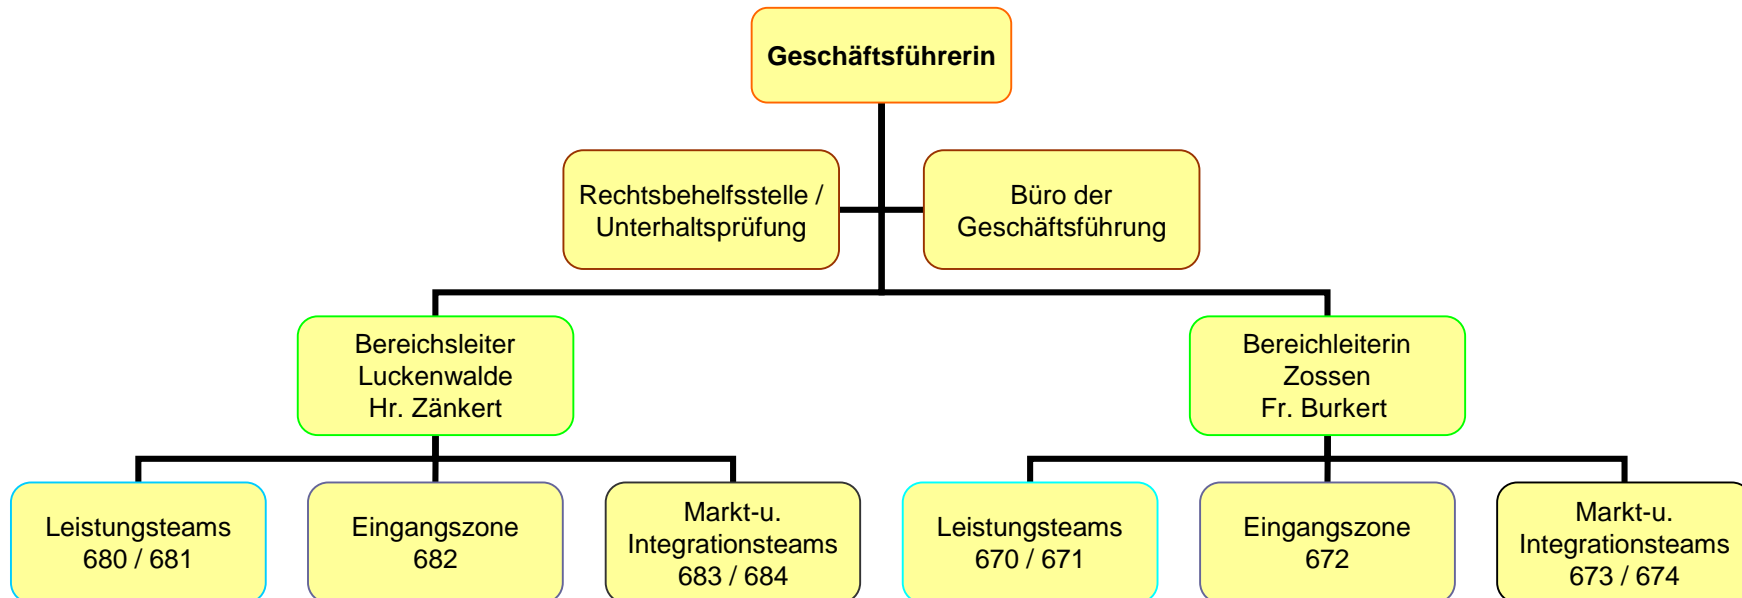 Geschäftsführerin
Rechtsbehelfsstelle /
Unterhaltsprüfung
Büro der
Geschäftsführung
Bereichsleiter
Luckenwalde
Hr. Zänkert
Bereichleiterin
Zossen
Fr. Burkert
Leistungsteams
680 / 681
Eingangszone
682
Markt-u.
Integrationsteams
683 / 684
Leistungsteams
670 / 671
Eingangszone
672
Markt-u.
Integrationsteams
673 / 674